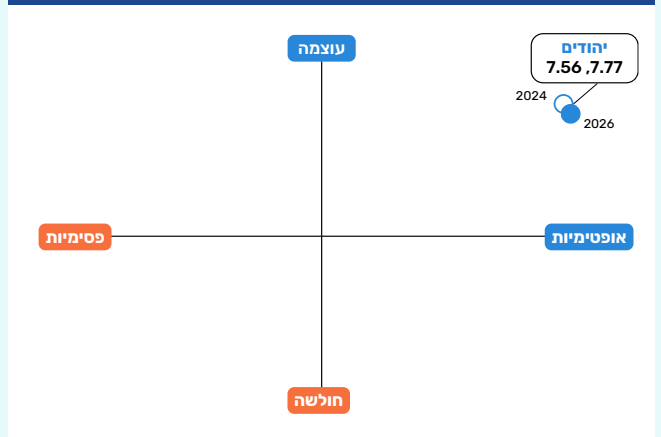 עוצמה
יהודים
7.56 ,7.77
2024
2026
אופטימיות
פסימיות
חולשה